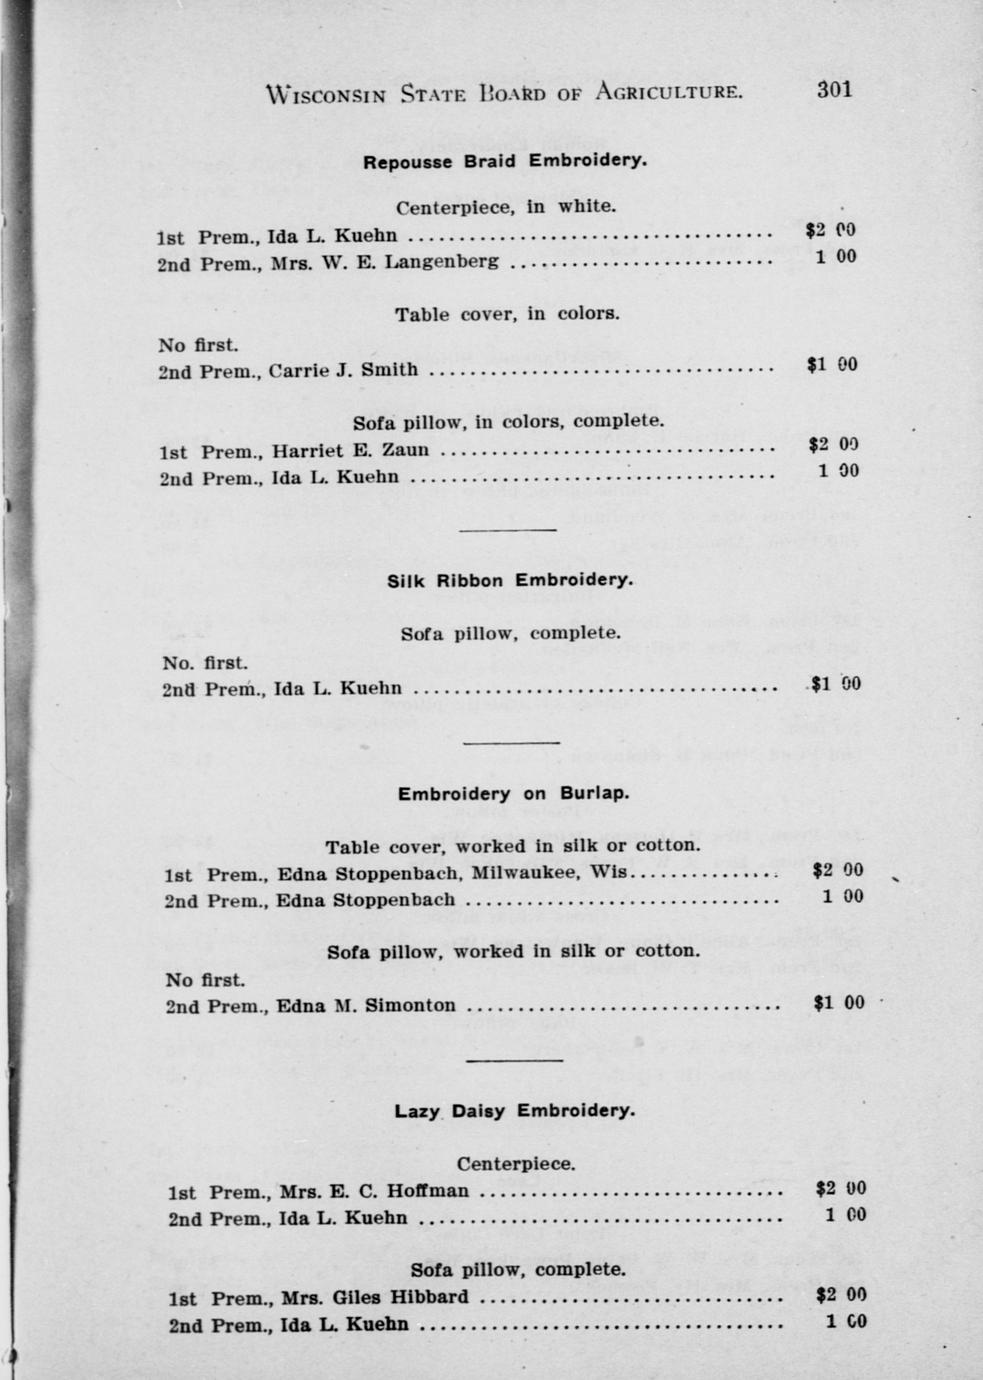 WISCONSIN STATE BOARD OF AGRICULTURE. 301
Repousse Braid Embroidery.
Centerpiece, in white.
1st Prem., Ida L. Kuehn ................................... $2 00
2nd Prem., Mrs. W. E. Langenberg .......................... 1 00
Table cover, in colors.
No first.
2nd Prem., Carrie J. Smith .................................. $1 00
Sofa pillow, in colors, complete.
1st Prem., Harriet E. Zaun ................................. $2 00
2nd Prem., Ida L. Kuehn .................................... 1 00
Silk Ribbon Embroidery.
Sofa pillow, complete.
No. first.
2nd Prem., Ida L. Kuehn .................................... $1 00
Embroidery on Burlap.
Table cover, worked in silk or cotton.
1st Prem., Edna Stoppenbach, Milwaukee, Wis............... $2 00
2nd Prem., Edna Stoppenbach ............................... 1 00
Sofa pillow, worked in silk or cotton.
No first.
2nd Prem., Edna M. Simonton ............................... $1 00
Lazy Daisy Embroidery.
Centerpiece.
1st Prem., Mrs. E. C. Hoffman .............................. $2 00
2nd Prem., Ida L. Kuehn .................................... 1 00
Sofa pillow, complete.
1st Prem., Mrs. Giles Hibbard .............................. $2 00
2nd Prem., Ida L. Kuehn .................................... 1 00